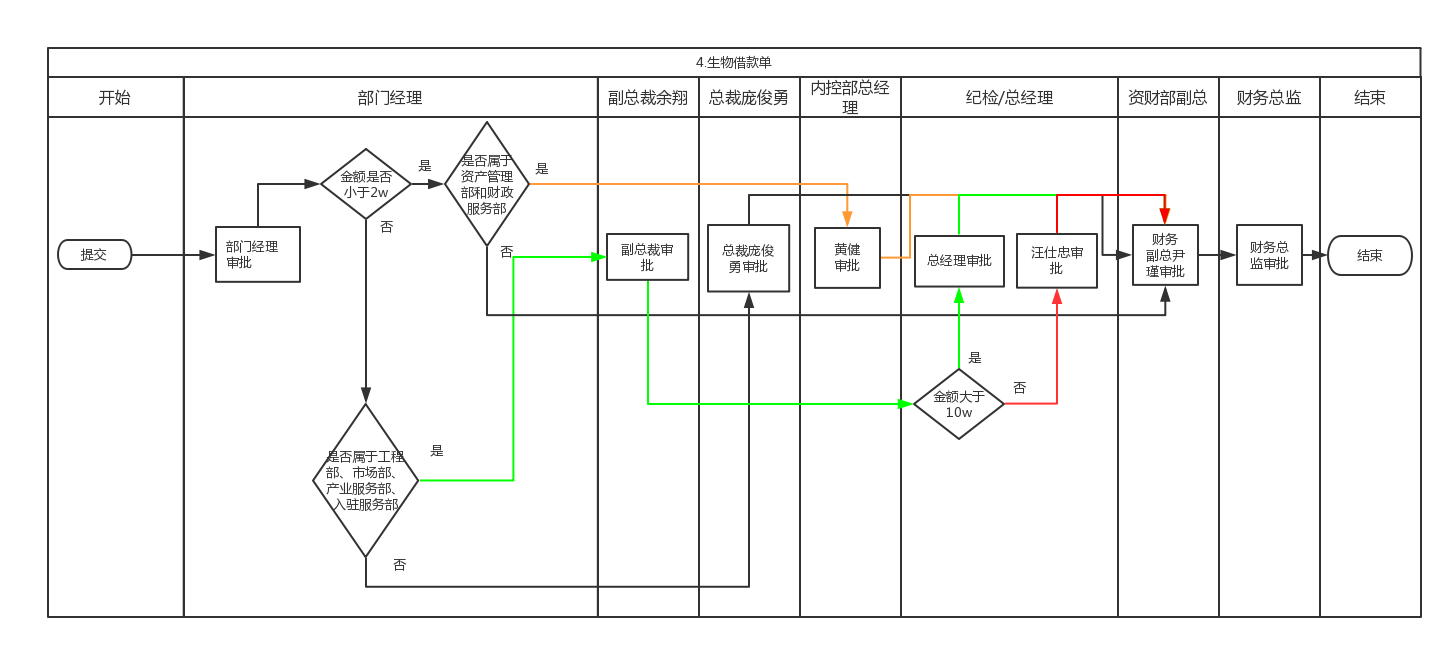 4.生物借款单
开始
部门经理
副总裁余翔
总裁庞俊勇
内控部总经
理
纪检/总经理
资财部副总
财务总监
结束
提交
部门经理
审批
金额是否
小于2w
是
否
是否属于
资产管理
部和财政
服务部
是
否
是否属于工程
部、市场部、
产业服务部、
入驻服务部
是
否
副总裁审
批
总裁庞俊
勇审批
黄健
审批
总经理审批
汪仕忠审
批
金额大于
10w
是
否
财务
副总尹
瑾审批
财务总
监审批
结束